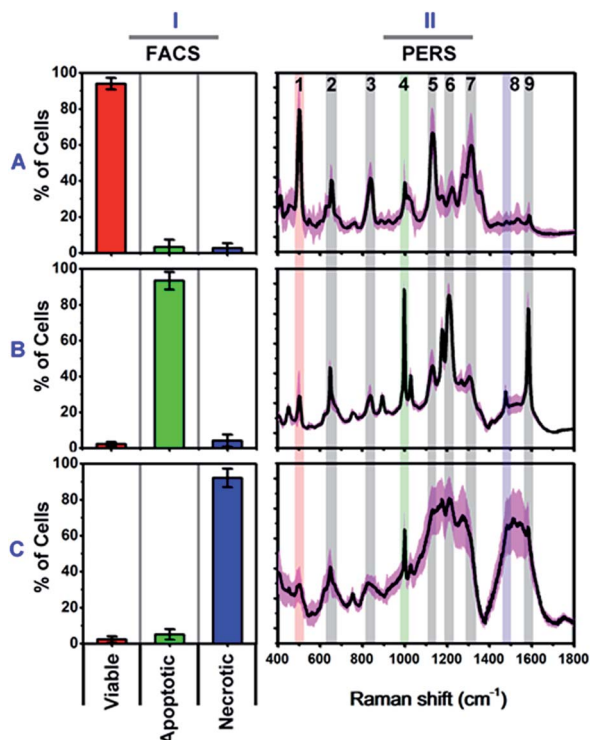 I II
FACS PERS
A
% of Cells
100
80
60
40
20
0
1 2 3 4 5 6 7 8 9
B
% of Cells
100
80
60
40
20
0
C
% of Cells
100
80
60
40
20
0
Viable
Apoptotic
Necrotic
400 600 800 1000 1200 1400 1600 1800
Raman shift (cm⁻¹)